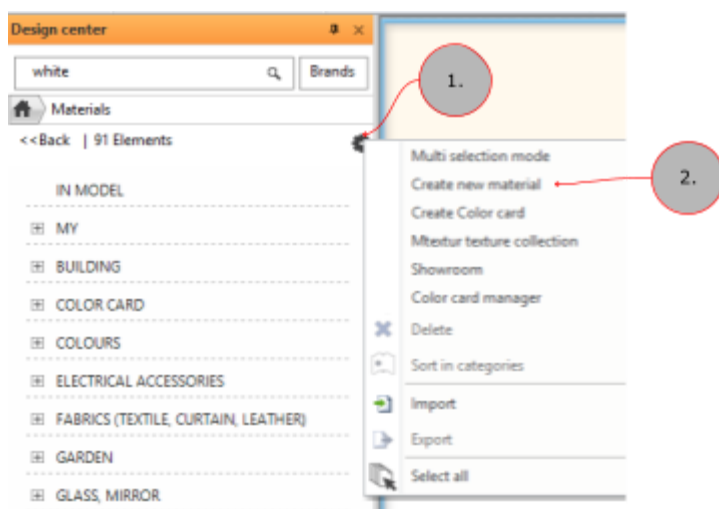 Design center
white
Brands
Materials
<<Back | 91 Elements
IN MODEL
MY
BUILDING
COLOR CARD
COLOURS
ELECTRICAL ACCESSORIES
FABRICS (TEXTILE, CURTAIN, LEATHER)
GARDEN
GLASS, MIRROR
1.
Multi selection mode
Create new material
Create Color card
Mtextur texture collection
Showroom
Color card manager
Delete
Sort in categories
Import
Export
Select all
2.